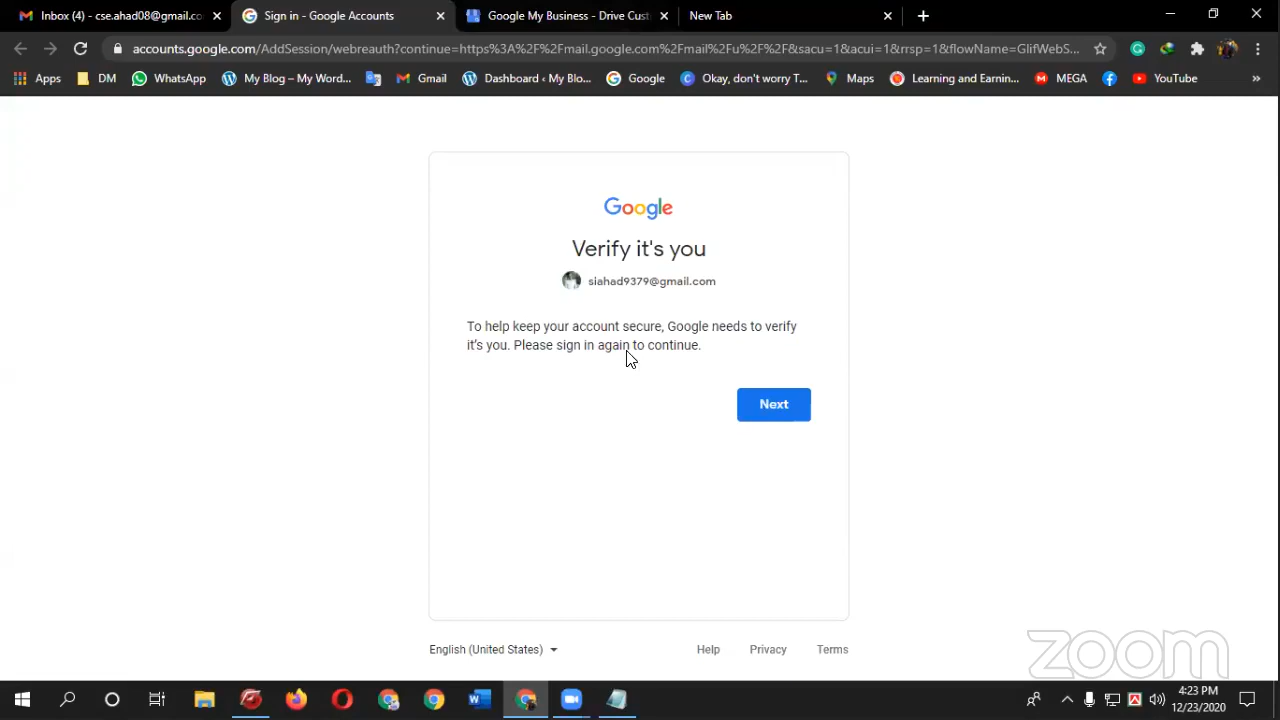 Inbox (4) - cse.ahad08@gmail.co
Sign in - Google Accounts
Google My Business - Drive Cust
New Tab
accounts.google.com/AddSession/webreauth?continue=https%3A%2F%2Fmail.google.com%2Fmail%2Fu%2F%2F&sacu=1&acui=1&rrsp=1&flowName=GlifWebS...
Apps
DM
WhatsApp
My Blog – My Wor...
Gmail
Dashboard ‹ My Blo...
Google
Okay, don't worry T...
Maps
Learning and Earnin...
MEGA
YouTube
»
Google
Verify it's you
siahad9379@gmail.com
To help keep your account secure, Google needs to verify
it's you. Please sign in again to continue.
Next
English (United States)
Help
Privacy
Terms
zoom
4:23 PM
12/23/2020